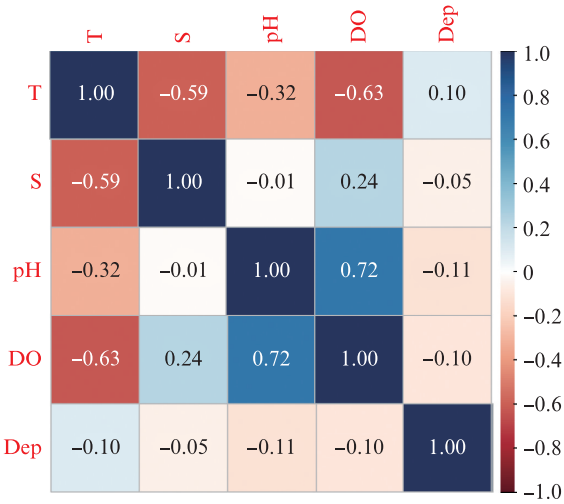 T S pH DO Dep
T 1.00 −0.59 −0.32 −0.63 0.10
S −0.59 1.00 −0.01 0.24 −0.05
pH −0.32 −0.01 1.00 0.72 −0.11
DO −0.63 0.24 0.72 1.00 −0.10
Dep −0.10 −0.05 −0.11 −0.10 1.00
1.0
0.8
0.6
0.4
0.2
0
−0.2
−0.4
−0.6
−0.8
−1.0